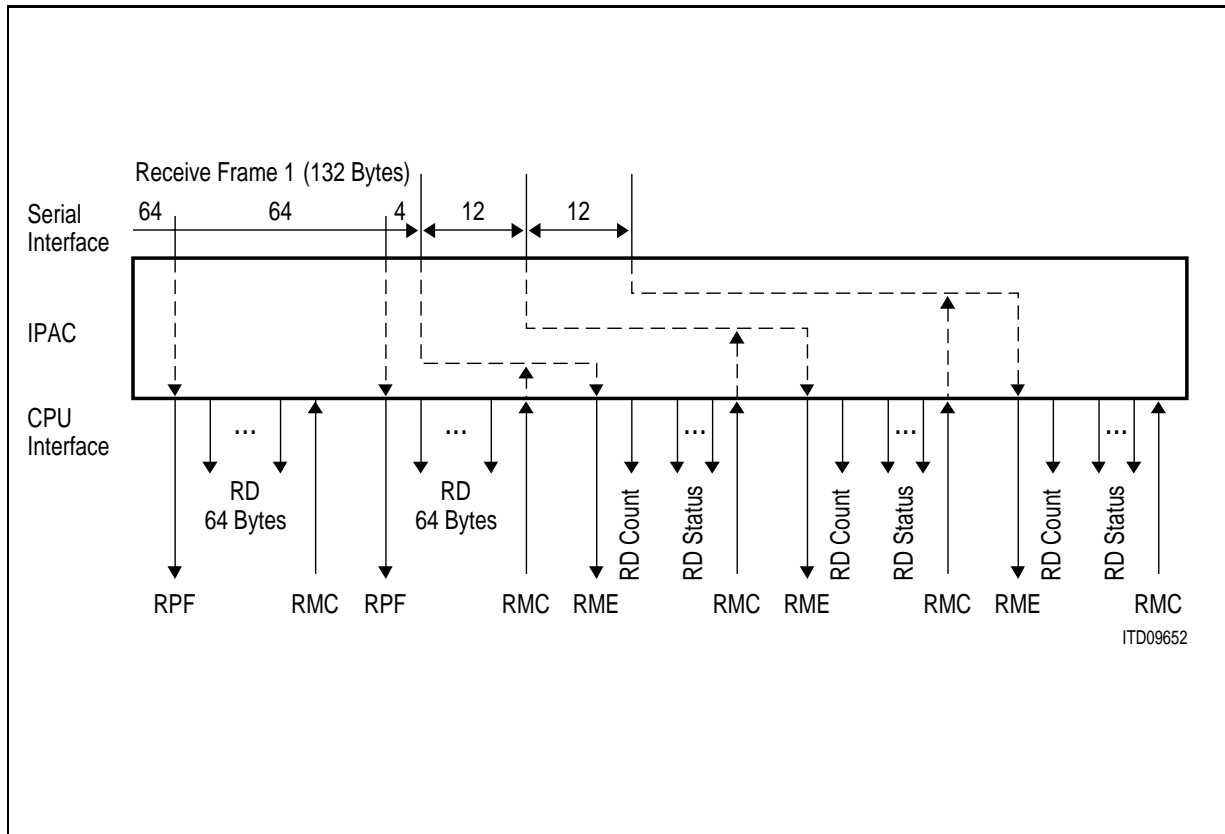 Receive Frame 1 (132 Bytes)
Serial
Interface
64 64 4 12 12
IPAC
CPU
Interface
... ... ... ... ...
RD
64 Bytes
RD
64 Bytes
RD Count
RD Status
RD Count
RD Status
RD Count
RD Status
RPF RMC RPF RMC RME RMC RME RMC RME RMC
ITD09652